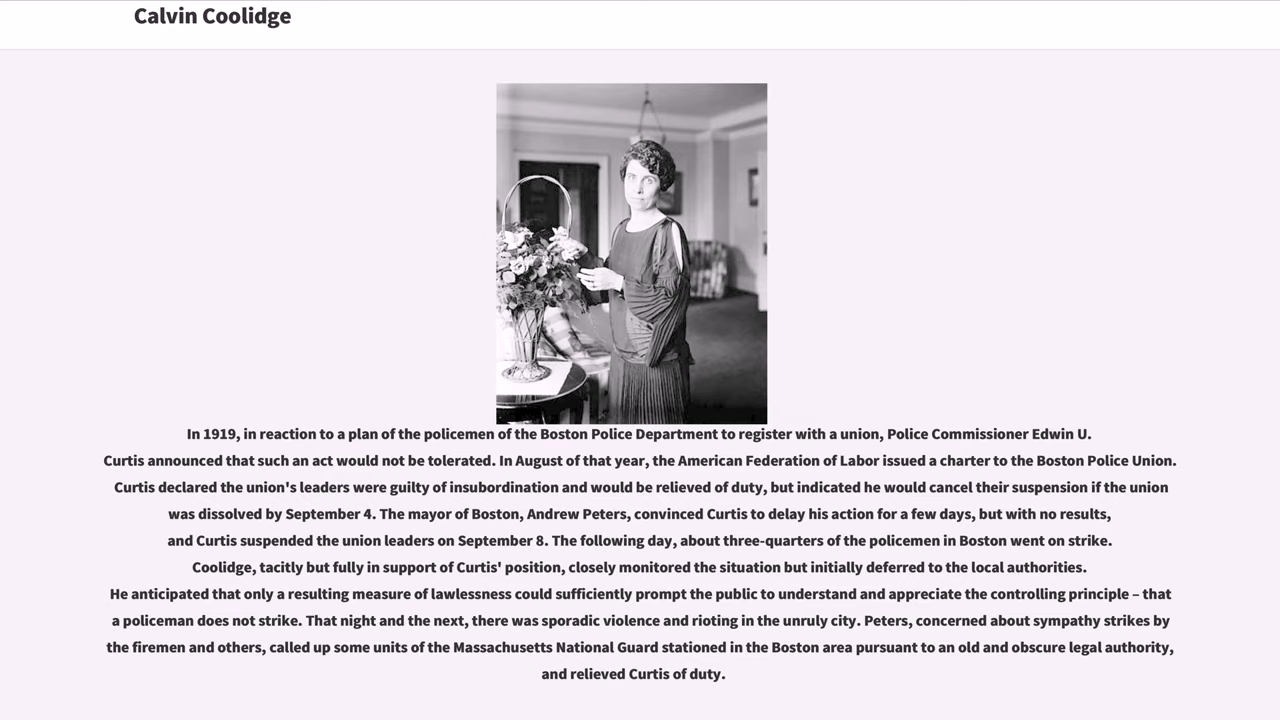 Calvin Coolidge
In 1919, in reaction to a plan of the policemen of the Boston Police Department to register with a union, Police Commissioner Edwin U.
Curtis announced that such an act would not be tolerated. In August of that year, the American Federation of Labor issued a charter to the Boston Police Union.
Curtis declared the union's leaders were guilty of insubordination and would be relieved of duty, but indicated he would cancel their suspension if the union
was dissolved by September 4. The mayor of Boston, Andrew Peters, convinced Curtis to delay his action for a few days, but with no results,
and Curtis suspended the union leaders on September 8. The following day, about three-quarters of the policemen in Boston went on strike.
Coolidge, tacitly but fully in support of Curtis' position, closely monitored the situation but initially deferred to the local authorities.
He anticipated that only a resulting measure of lawlessness could sufficiently prompt the public to understand and appreciate the controlling principle – that
a policeman does not strike. That night and the next, there was sporadic violence and rioting in the unruly city. Peters, concerned about sympathy strikes by
the firemen and others, called up some units of the Massachusetts National Guard stationed in the Boston area pursuant to an old and obscure legal authority,
and relieved Curtis of duty.